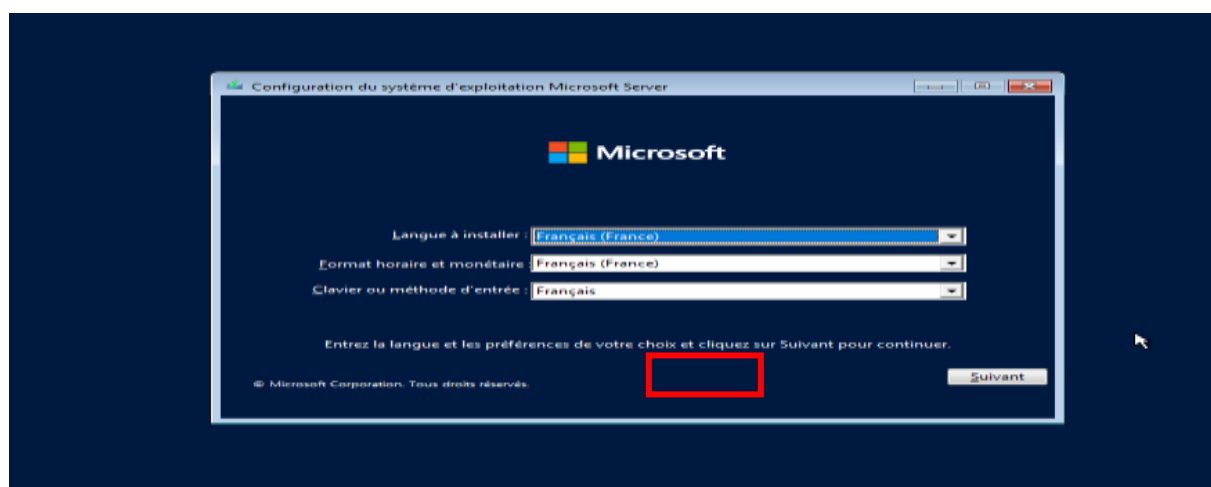 Configuration du système d'exploitation Microsoft Server
Microsoft
Langue à installer : Français (France)
Format horaire et monétaire : Français (France)
Clavier ou méthode d'entrée : Français
Entrez la langue et les préférences de votre choix et cliquez sur Suivant pour continuer.
© Microsoft Corporation. Tous droits réservés.
Suivant